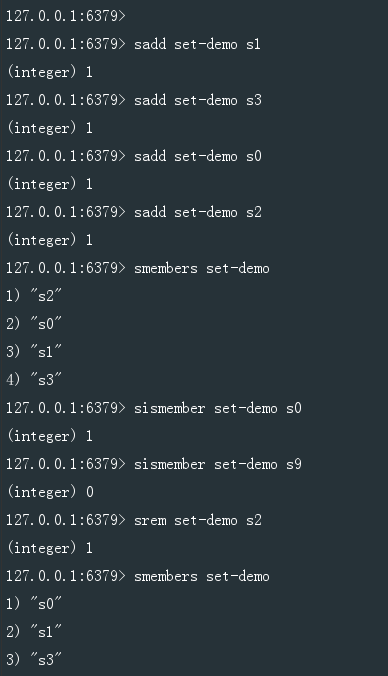 127.0.0.1:6379>
127.0.0.1:6379> sadd set-demo s1
(integer) 1
127.0.0.1:6379> sadd set-demo s3
(integer) 1
127.0.0.1:6379> sadd set-demo s0
(integer) 1
127.0.0.1:6379> sadd set-demo s2
(integer) 1
127.0.0.1:6379> smembers set-demo
1) "s2"
2) "s0"
3) "s1"
4) "s3"
127.0.0.1:6379> sismember set-demo s0
(integer) 1
127.0.0.1:6379> sismember set-demo s9
(integer) 0
127.0.0.1:6379> srem set-demo s2
(integer) 1
127.0.0.1:6379> smembers set-demo
1) "s0"
2) "s1"
3) "s3"